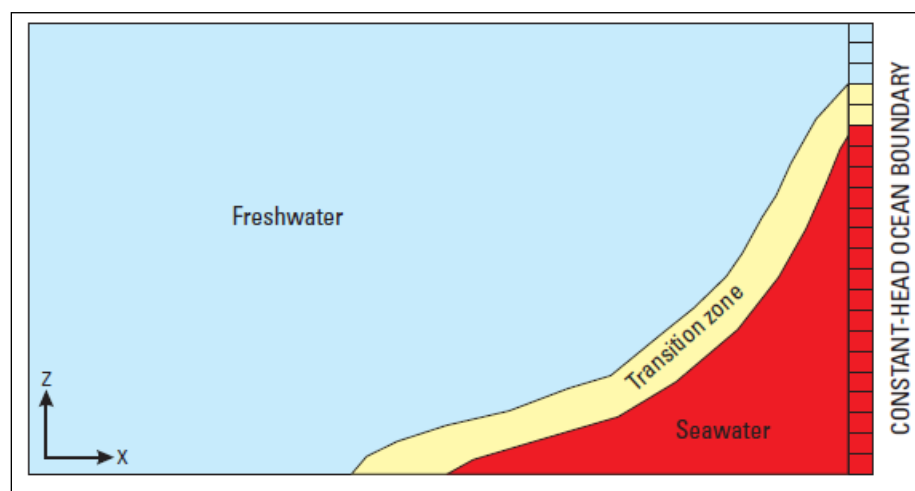 Freshwater
Transition zone
Seawater
Z
X
CONSTANT-HEAD OCEAN BOUNDARY